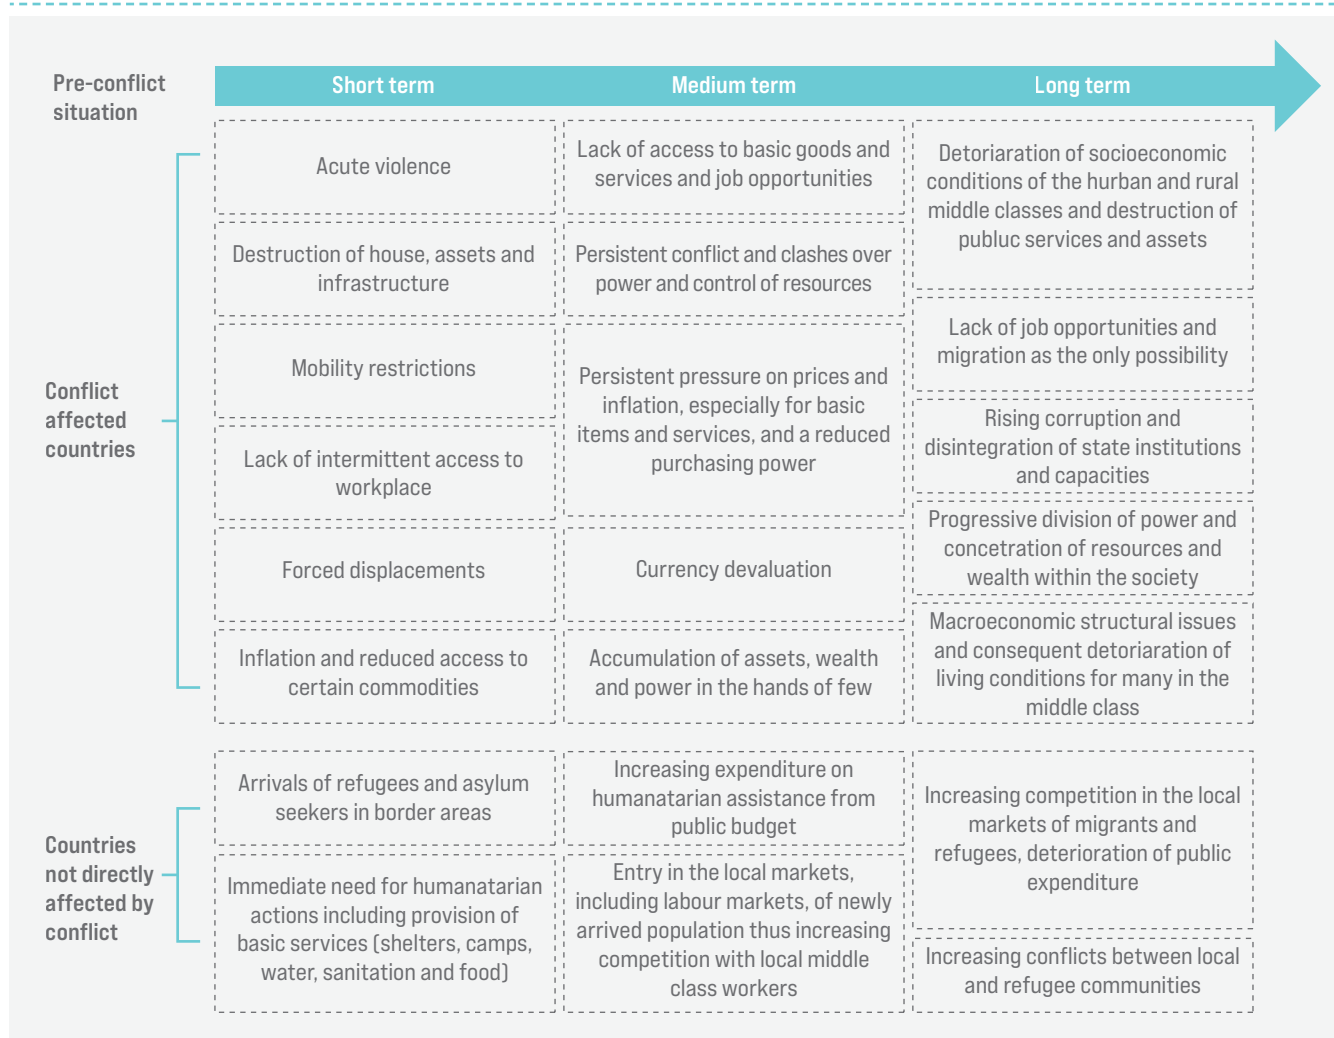 Pre-conflict
situation
Short term
Medium term
Long term
Conflict
affected
countries
Acute violence
Destruction of house, assets and
infrastructure
Mobility restrictions
Lack of intermittent access to
workplace
Forced displacements
Inflation and reduced access to
certain commodities
Lack of access to basic goods and
services and job opportunities
Persistent conflict and clashes over
power and control of resources
Persistent pressure on prices and
inflation, especially for basic
items and services, and a reduced
purchasing power
Currency devaluation
Accumulation of assets, wealth
and power in the hands of few
Detoriaration of socioeconomic
conditions of the hurban and rural
middle classes and destruction of
publuc services and assets
Lack of job opportunities and
migration as the only possibility
Rising corruption and
disintegration of state institutions
and capacities
Progressive division of power and
concetration of resources and
wealth within the society
Macroeconomic structural issues
and consequent detoriaration of
living conditions for many in the
middle class
Countries
not directly
affected by
conflict
Arrivals of refugees and asylum
seekers in border areas
Immediate need for humanatarian
actions including provision of
basic services (shelters, camps,
water, sanitation and food)
Increasing expenditure on
humanatarian assistance from
public budget
Entry in the local markets,
including labour markets, of newly
arrived population thus increasing
competition with local middle
class workers
Increasing competition in the local
markets of migrants and
refugees, deterioration of public
expenditure
Increasing conflicts between local
and refugee communities